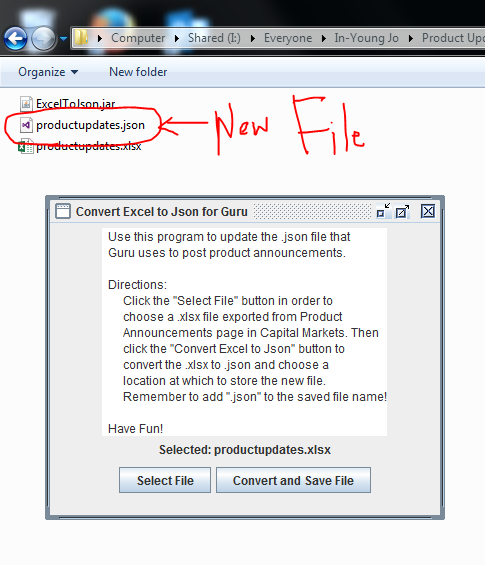 Computer Shared (I:) Everyone In-Young Jo Product Upd
Organize New folder
ExcelToJson.jar
productupdates.json
New File
productupdates.xlsx
Convert Excel to Json for Guru
Use this program to update the .json file that
Guru uses to post product announcements.
Directions:
Click the "Select File" button in order to
choose a .xlsx file exported from Product
Announcements page in Capital Markets. Then
click the "Convert Excel to Json" button to
convert the .xlsx to .json and choose a
location at which to store the new file.
Remember to add ".json" to the saved file name!
Have Fun!
Selected: productupdates.xlsx
Select File Convert and Save File